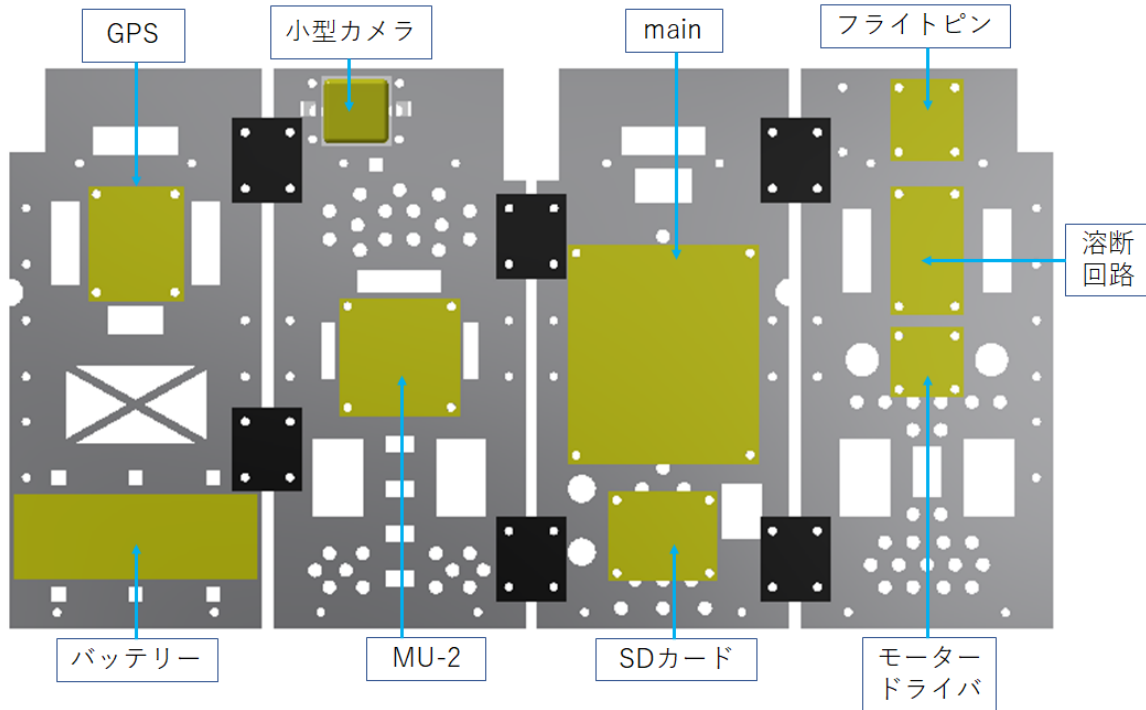 GPS
小型カメラ
main
フライトピン
溶断
回路
バッテリー
MU-2
SDカード
モーター
ドライバ